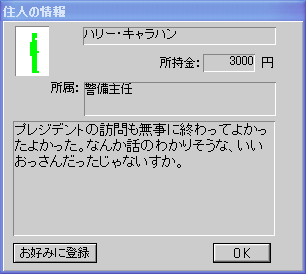 住人の情報
ハリー・キャラハン
所持金: 3000 円
所属: 警備主任
プレジデントの訪問も無事に終わってよかっ
たよかった。なんか話のわかりそうな、いい
おっさんだったじゃないすか。
お好みに登録 OK